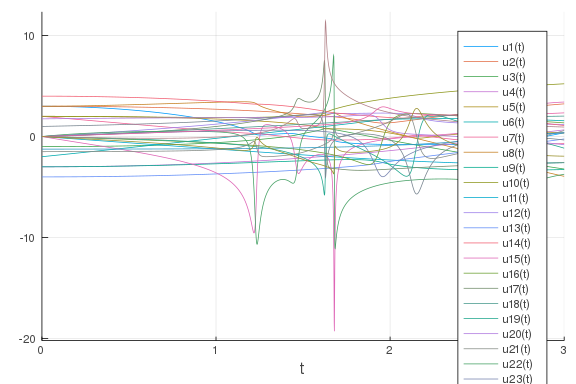 10
0
-10
-20
0
1
2
3
t
u1(t)
u2(t)
u3(t)
u4(t)
u5(t)
u6(t)
u7(t)
u8(t)
u9(t)
u10(t)
u11(t)
u12(t)
u13(t)
u14(t)
u15(t)
u16(t)
u17(t)
u18(t)
u19(t)
u20(t)
u21(t)
u22(t)
u23(t)